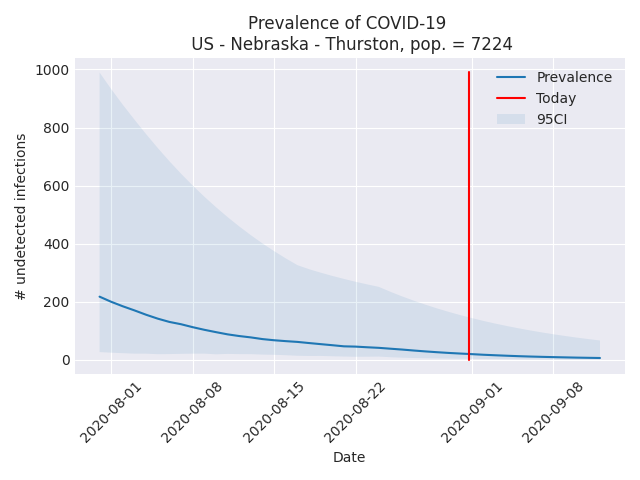 Prevalence of COVID-19
US - Nebraska - Thurston, pop. = 7224
1000
800
600
400
200
0
# undetected infections
Prevalence
Today
95CI
2020-08-01
2020-08-08
2020-08-15
2020-08-22
2020-09-01
2020-09-08
Date